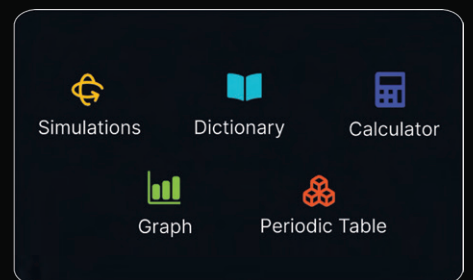 Simulations
Dictionary
Calculator
Graph
Periodic Table